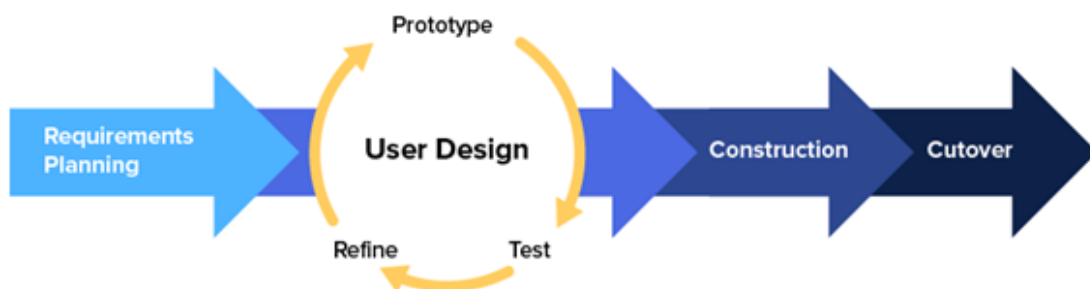 Prototype
Requirements
Planning
User Design
Construction
Cutover
Refine
Test